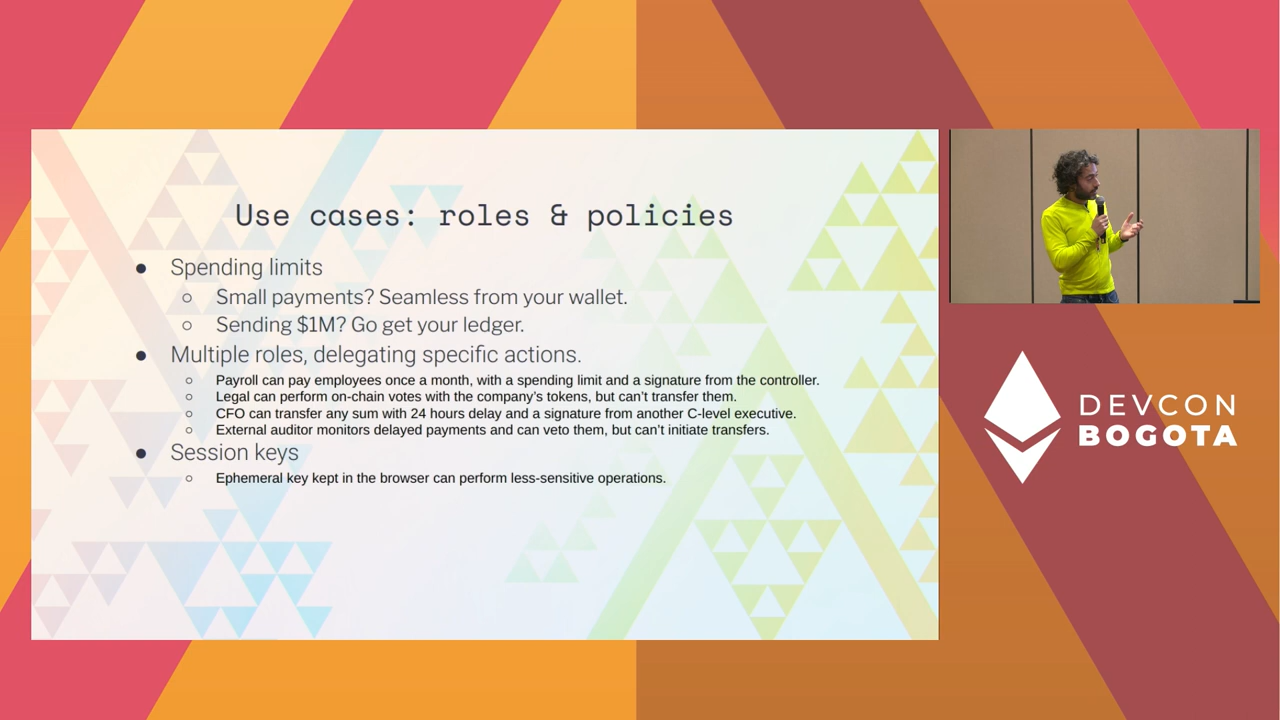 Use cases: roles & policies
● Spending limits
○ Small payments? Seamless from your wallet.
○ Sending $1M? Go get your ledger.
● Multiple roles, delegating specific actions.
○ Payroll can pay employees once a month, with a spending limit and a signature from the controller.
○ Legal can perform on-chain votes with the company's tokens, but can't transfer them.
○ CFO can transfer any sum with 24 hours delay and a signature from another C-level executive.
○ External auditor monitors delayed payments and can veto them, but can't initiate transfers.
● Session keys
○ Ephemeral key kept in the browser can perform less-sensitive operations.
DEVCON
BOGOTA